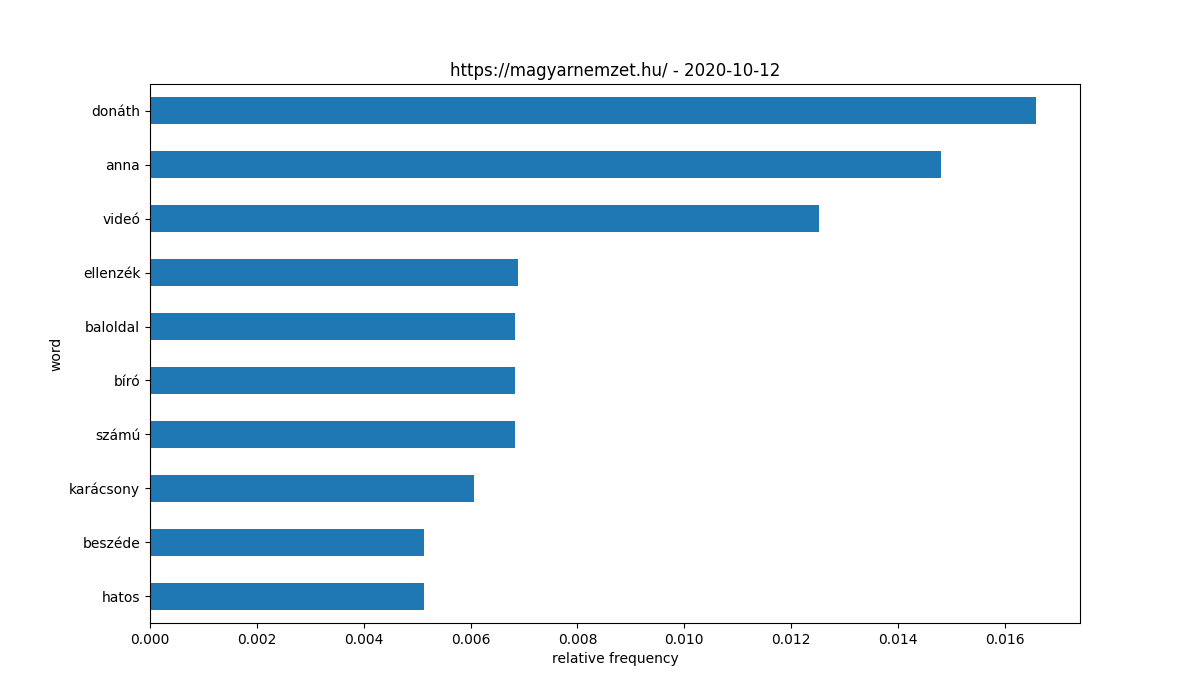 https://magyarnemzet.hu/ - 2020-10-12
donáth
anna
videó
ellenzék
baloldal
bíró
számú
karácsony
beszéde
hatos
word
0.000 0.002 0.004 0.006 0.008 0.010 0.012 0.014 0.016
relative frequency